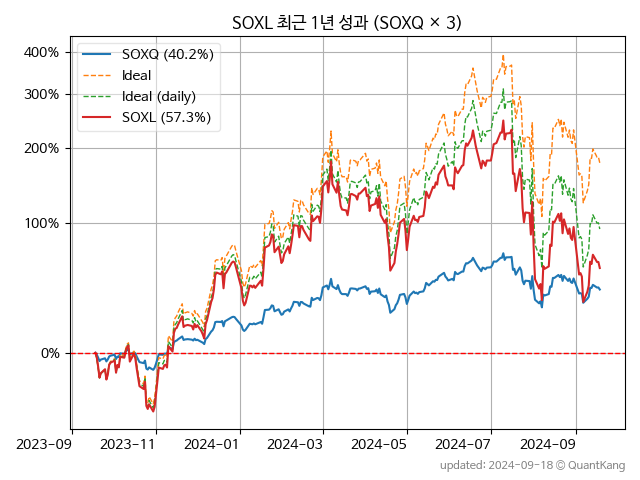 SOXL 최근 1년 성과 (SOXQ × 3)
400%
300%
200%
100%
0%
SOXQ (40.2%)
Ideal
Ideal (daily)
SOXL (57.3%)
2023-09
2023-11
2024-01
2024-03
2024-05
2024-07
2024-09
updated: 2024-09-18 @ QuantKang